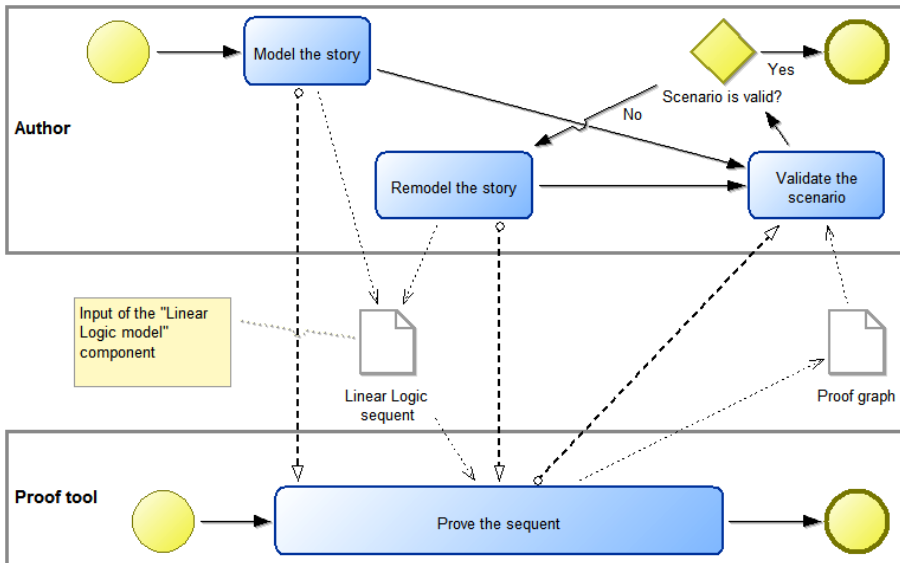 Model the story
Yes
Scenario is valid?
No
Author
Remodel the story
Validate the
scenario
Input of the "Linear
Logic model"
component
Linear Logic
sequent
Proof graph
Proof tool
Prove the sequent